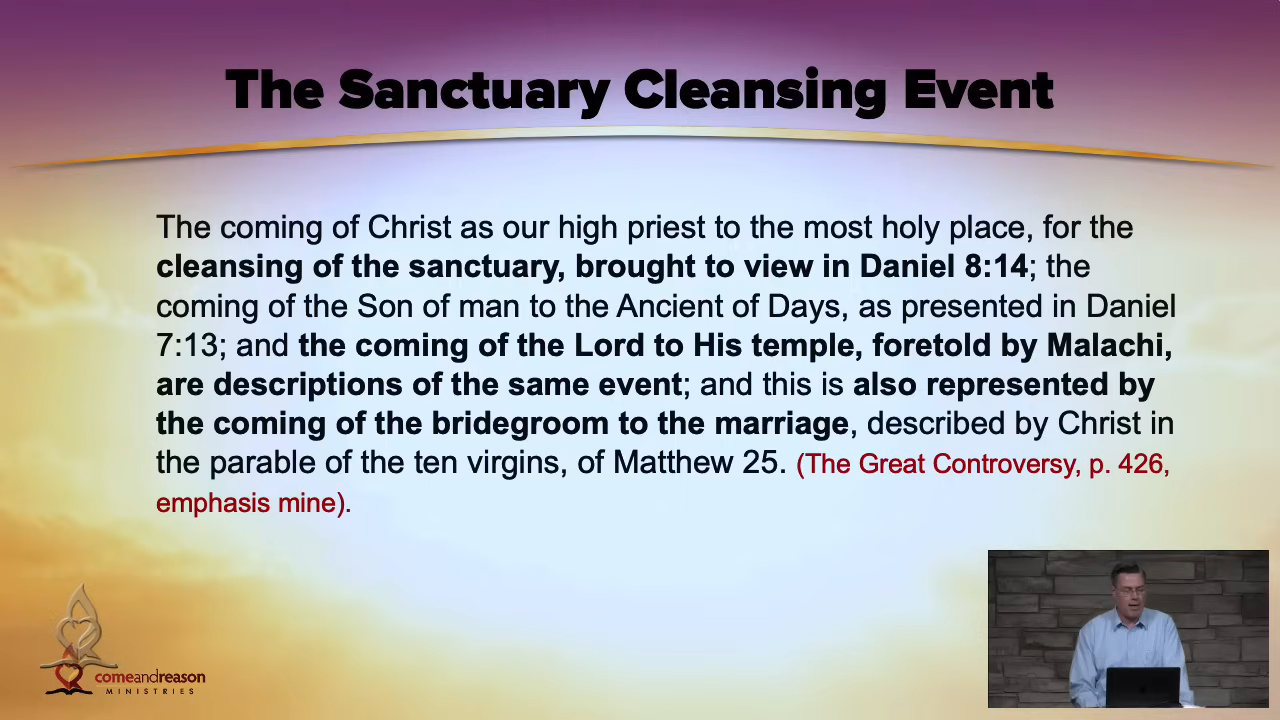 The Sanctuary Cleansing Event
The coming of Christ as our high priest to the most holy place, for the
cleansing of the sanctuary, brought to view in Daniel 8:14; the
coming of the Son of man to the Ancient of Days, as presented in Daniel
7:13; and the coming of the Lord to His temple, foretold by Malachi,
are descriptions of the same event; and this is also represented by
the coming of the bridegroom to the marriage, described by Christ in
the parable of the ten virgins, of Matthew 25. (The Great Controversy, p. 426,
emphasis mine).
comeandreason
MINISTRIES